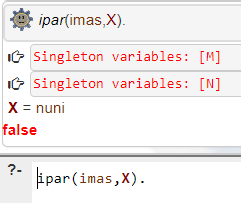 ipar(imas,X).
Singleton variables: [M]
Singleton variables: [N]
X = nuni
false
?- ipar(imas,X).